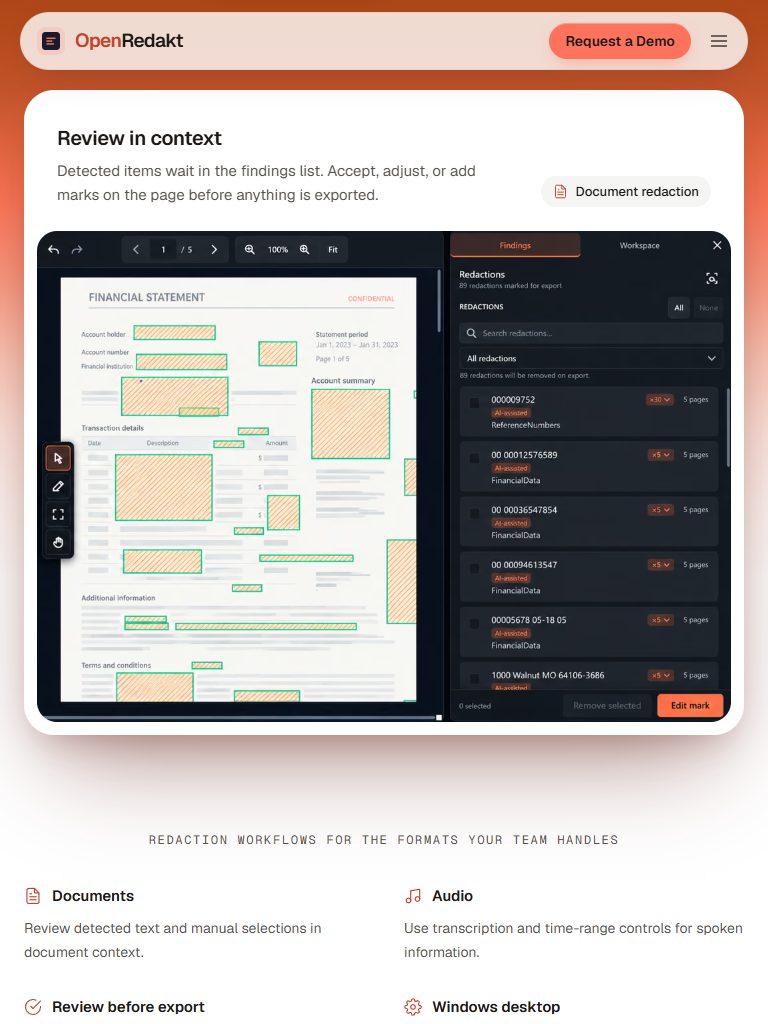 OpenRedakt
Request a Demo
Review in context
Detected items wait in the findings list. Accept, adjust, or add
marks on the page before anything is exported.
Document redaction
1 / 5
100%
Fit
FINANCIAL STATEMENT
CONFIDENTIAL
Account holder
Account number
Financial institution
Statement period
Jan 1, 2023 – Jan 31, 2023
Page 1 of 5
Account summary
Transaction details
Date Description Amount
$
$
$
Additional information
Terms and conditions
Findings
Workspace
Redactions
89 redactions marked for export
REDACTIONS
All
None
Search redactions...
All redactions
89 redactions will be removed on export.
000009752
×30
5 pages
AI-assisted
ReferenceNumbers
00 00012576589
×5
5 pages
AI-assisted
FinancialData
00 00036547854
×5
5 pages
AI-assisted
FinancialData
00 00094613547
×5
5 pages
AI-assisted
FinancialData
00005678 05-18 05
×5
5 pages
AI-assisted
FinancialData
1000 Walnut MO 64106-3686
×5
5 pages
AI-assisted
0 selected
Remove selected
Edit mark
REDACTION WORKFLOWS FOR THE FORMATS YOUR TEAM HANDLES
Documents
Review detected text and manual selections in
document context.
Audio
Use transcription and time-range controls for spoken
information.
Review before export
Windows desktop